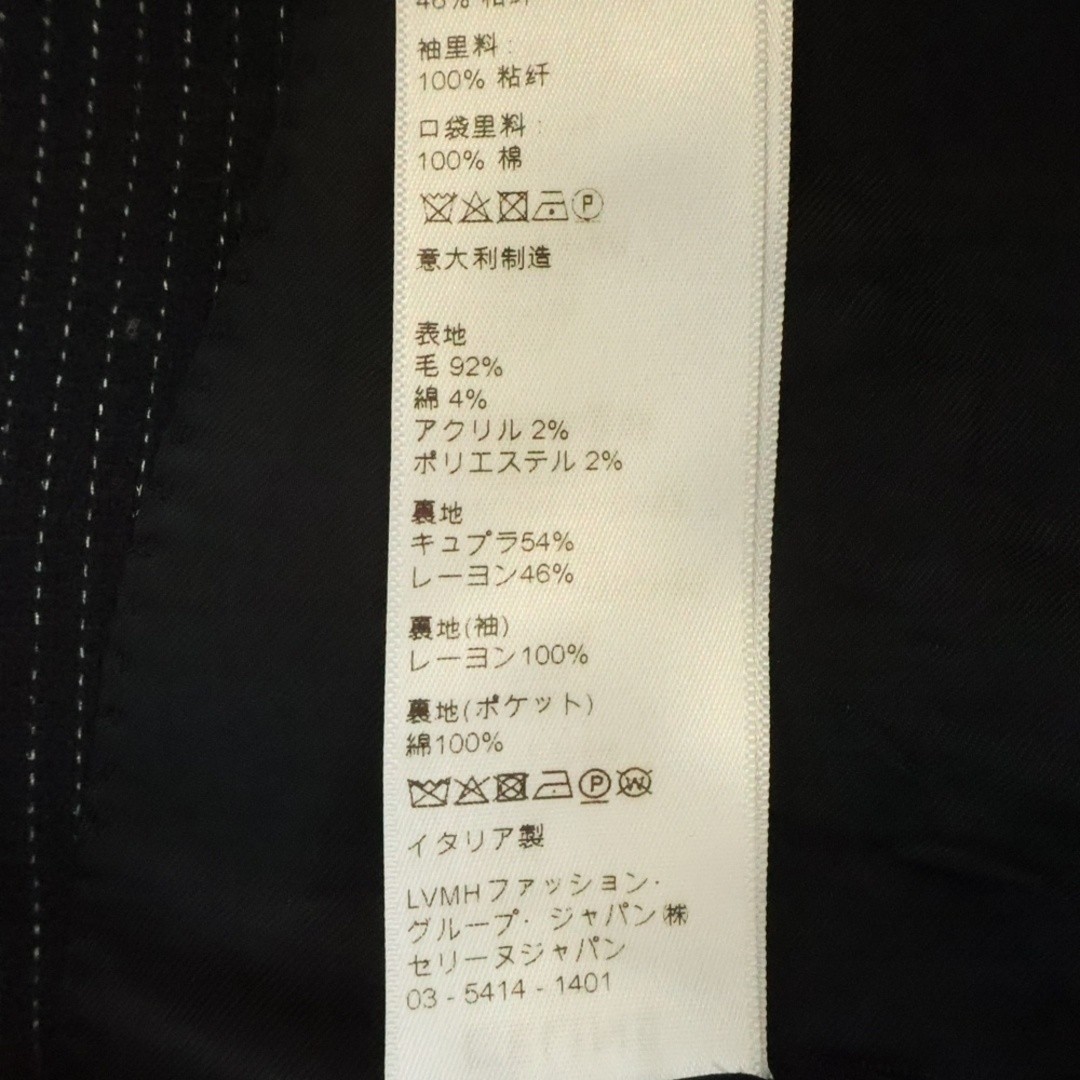 46% 粘纤
袖里料:
100% 粘纤
口袋里料:
100% 棉
P
意大利制造
表地
毛 92%
綿 4%
アクリル 2%
ポリエステル 2%
裏地
キュプラ54%
レーヨン46%
裏地(袖)
レーヨン100%
裏地(ポケット)
綿100%
P W
イタリア製
LVMHファッション・
グループ・ジャパン㈱
セリーヌジャパン
03 - 5414 - 1401